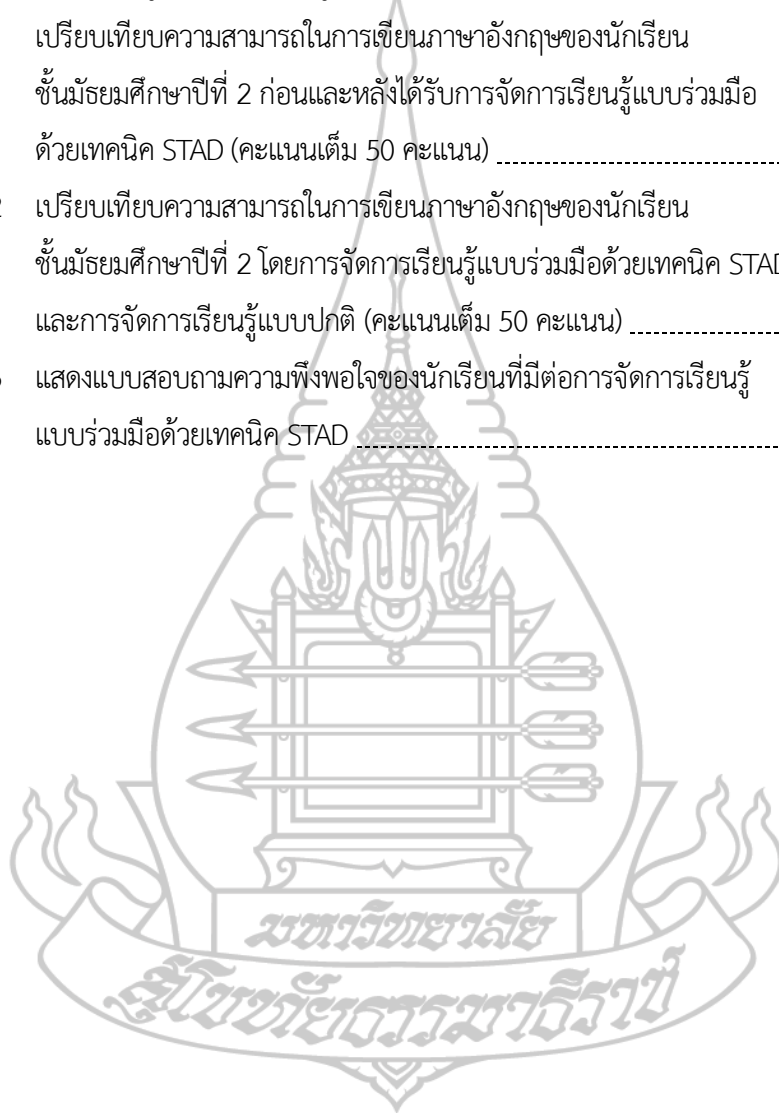 เปรียบเทียบความสามารถในการเขียนภาษาอังกฤษของนักเรียน
ชั้นมัธยมศึกษาปีที่ 2 ก่อนและหลังได้รับการจัดการเรียนรู้แบบร่วมมือ
ด้วยเทคนิค STAD (คะแนนเต็ม 50 คะแนน)
เปรียบเทียบความสามารถในการเขียนภาษาอังกฤษของนักเรียน
ชั้นมัธยมศึกษาปีที่ 2 โดยการจัดการเรียนรู้แบบร่วมมือด้วยเทคนิค STAD
และการจัดการเรียนรู้แบบปกติ (คะแนนเต็ม 50 คะแนน)
แสดงแบบสอบถามความพึงพอใจของนักเรียนที่มีต่อการจัดการเรียนรู้
แบบร่วมมือด้วยเทคนิค STAD
มหาวิทยาลัย
สุโขทัยธรรมาธิราช